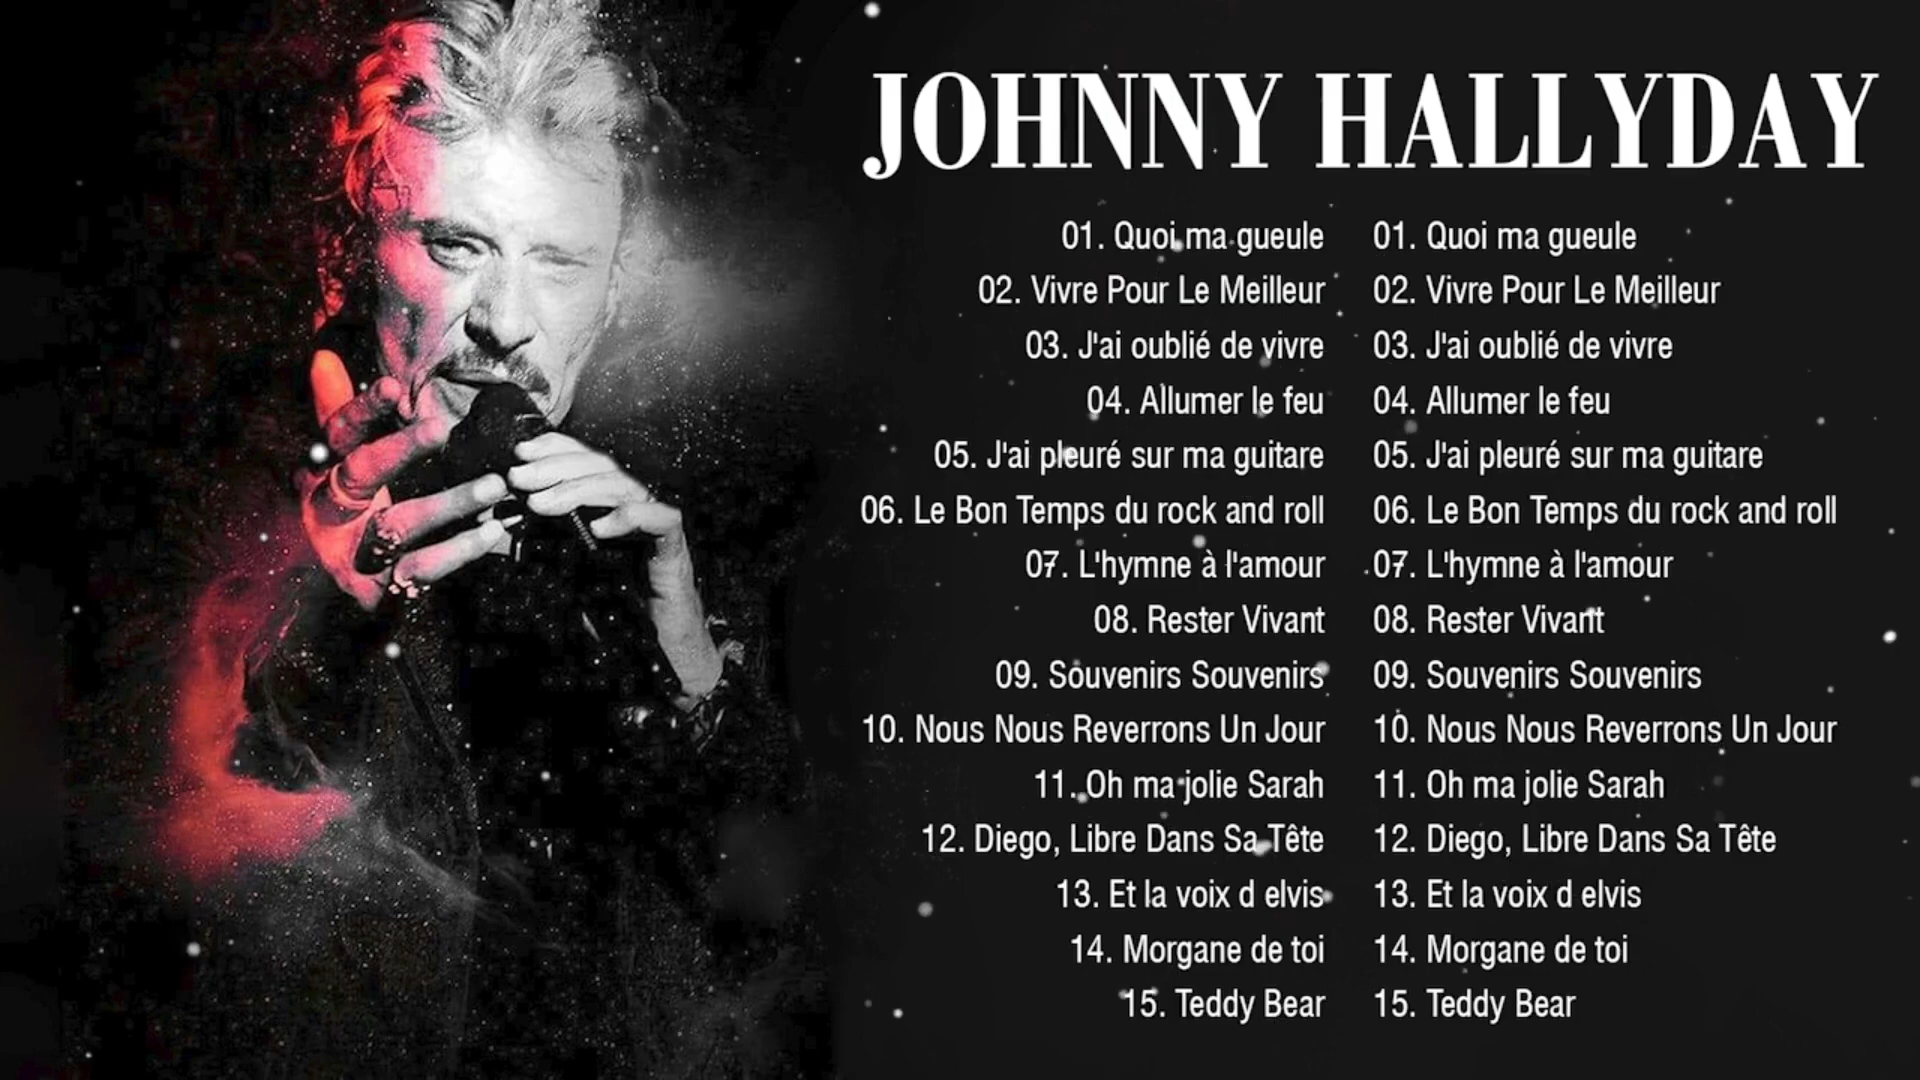 JOHNNY HALLYDAY
01. Quoi ma gueule
02. Vivre Pour Le Meilleur
03. J'ai oublié de vivre
04. Allumer le feu
05. J'ai pleuré sur ma guitare
06. Le Bon Temps du rock and roll
07. L'hymne à l'amour
08. Rester Vivant
09. Souvenirs Souvenirs
10. Nous Nous Reverrons Un Jour
11. Oh ma jolie Sarah
12. Diego, Libre Dans Sa Tête
13. Et la voix d elvis
14. Morgane de toi
15. Teddy Bear
01. Quoi ma gueule
02. Vivre Pour Le Meilleur
03. J'ai oublié de vivre
04. Allumer le feu
05. J'ai pleuré sur ma guitare
06. Le Bon Temps du rock and roll
07. L'hymne à l'amour
08. Rester Vivant
09. Souvenirs Souvenirs
10. Nous Nous Reverrons Un Jour
11. Oh ma jolie Sarah
12. Diego, Libre Dans Sa Tête
13. Et la voix d elvis
14. Morgane de toi
15. Teddy Bear